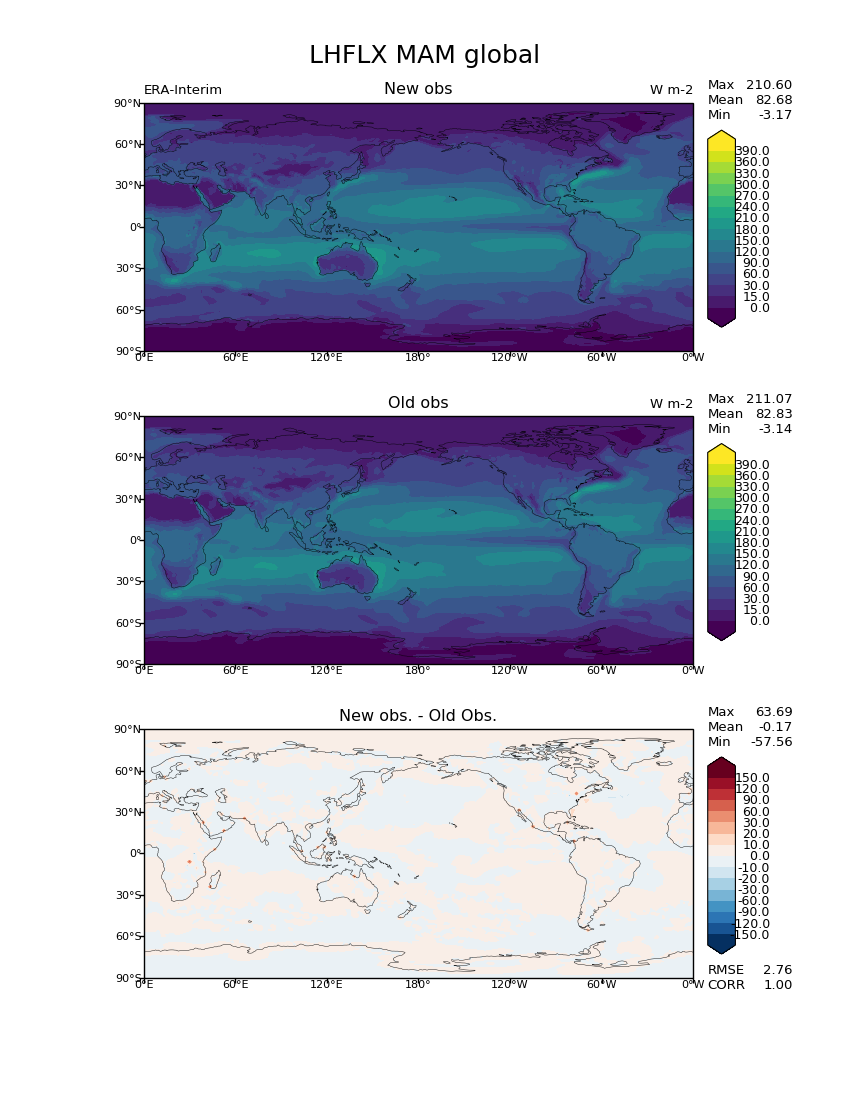 LHFLX MAM global
ERA-Interim New obs W m-2
Max 210.60
Mean 82.68
Min -3.17
90°N
60°N
30°N
0°
30°S
60°S
90°S
0°E 60°E 120°E 180° 120°W 60°W 0°W
390.0
360.0
330.0
300.0
270.0
240.0
210.0
180.0
150.0
120.0
90.0
60.0
30.0
15.0
0.0
Old obs W m-2
Max 211.07
Mean 82.83
Min -3.14
90°N
60°N
30°N
0°
30°S
60°S
90°S
0°E 60°E 120°E 180° 120°W 60°W 0°W
390.0
360.0
330.0
300.0
270.0
240.0
210.0
180.0
150.0
120.0
90.0
60.0
30.0
15.0
0.0
New obs. - Old Obs.
Max 63.69
Mean -0.17
Min -57.56
90°N
60°N
30°N
0°
30°S
60°S
90°S
0°E 60°E 120°E 180° 120°W 60°W 0°W
150.0
120.0
90.0
60.0
30.0
20.0
10.0
0.0
-10.0
-20.0
-30.0
-60.0
-90.0
-120.0
-150.0
RMSE 2.76
CORR 1.00